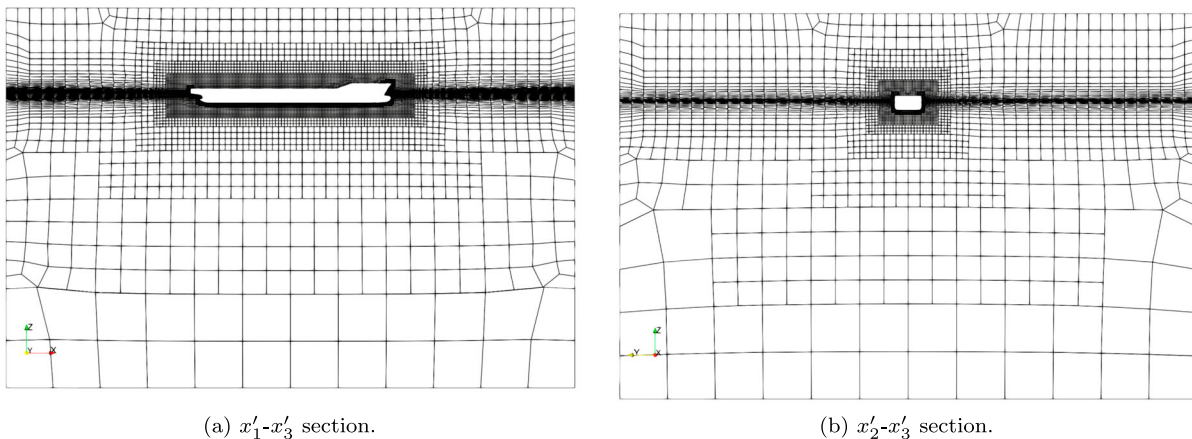 Z
Y
X
Z
Y
X
(a) x′₁-x′₃ section.
(b) x′₂-x′₃ section.